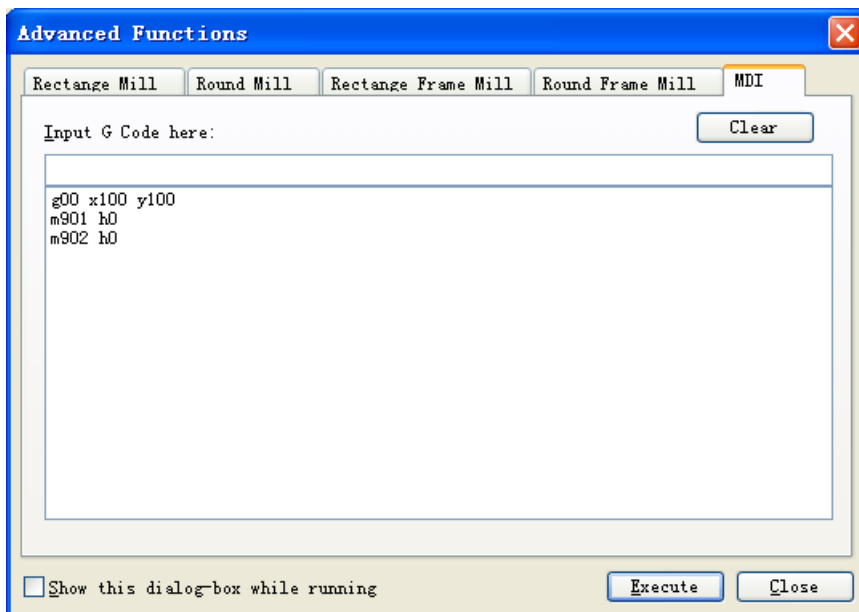 Advanced Functions
Rectange Mill Round Mill Rectange Frame Mill Round Frame Mill MDI
Input G Code here: Clear
g00 x100 y100
m901 h0
m902 h0
Show this dialog-box while running Execute Close